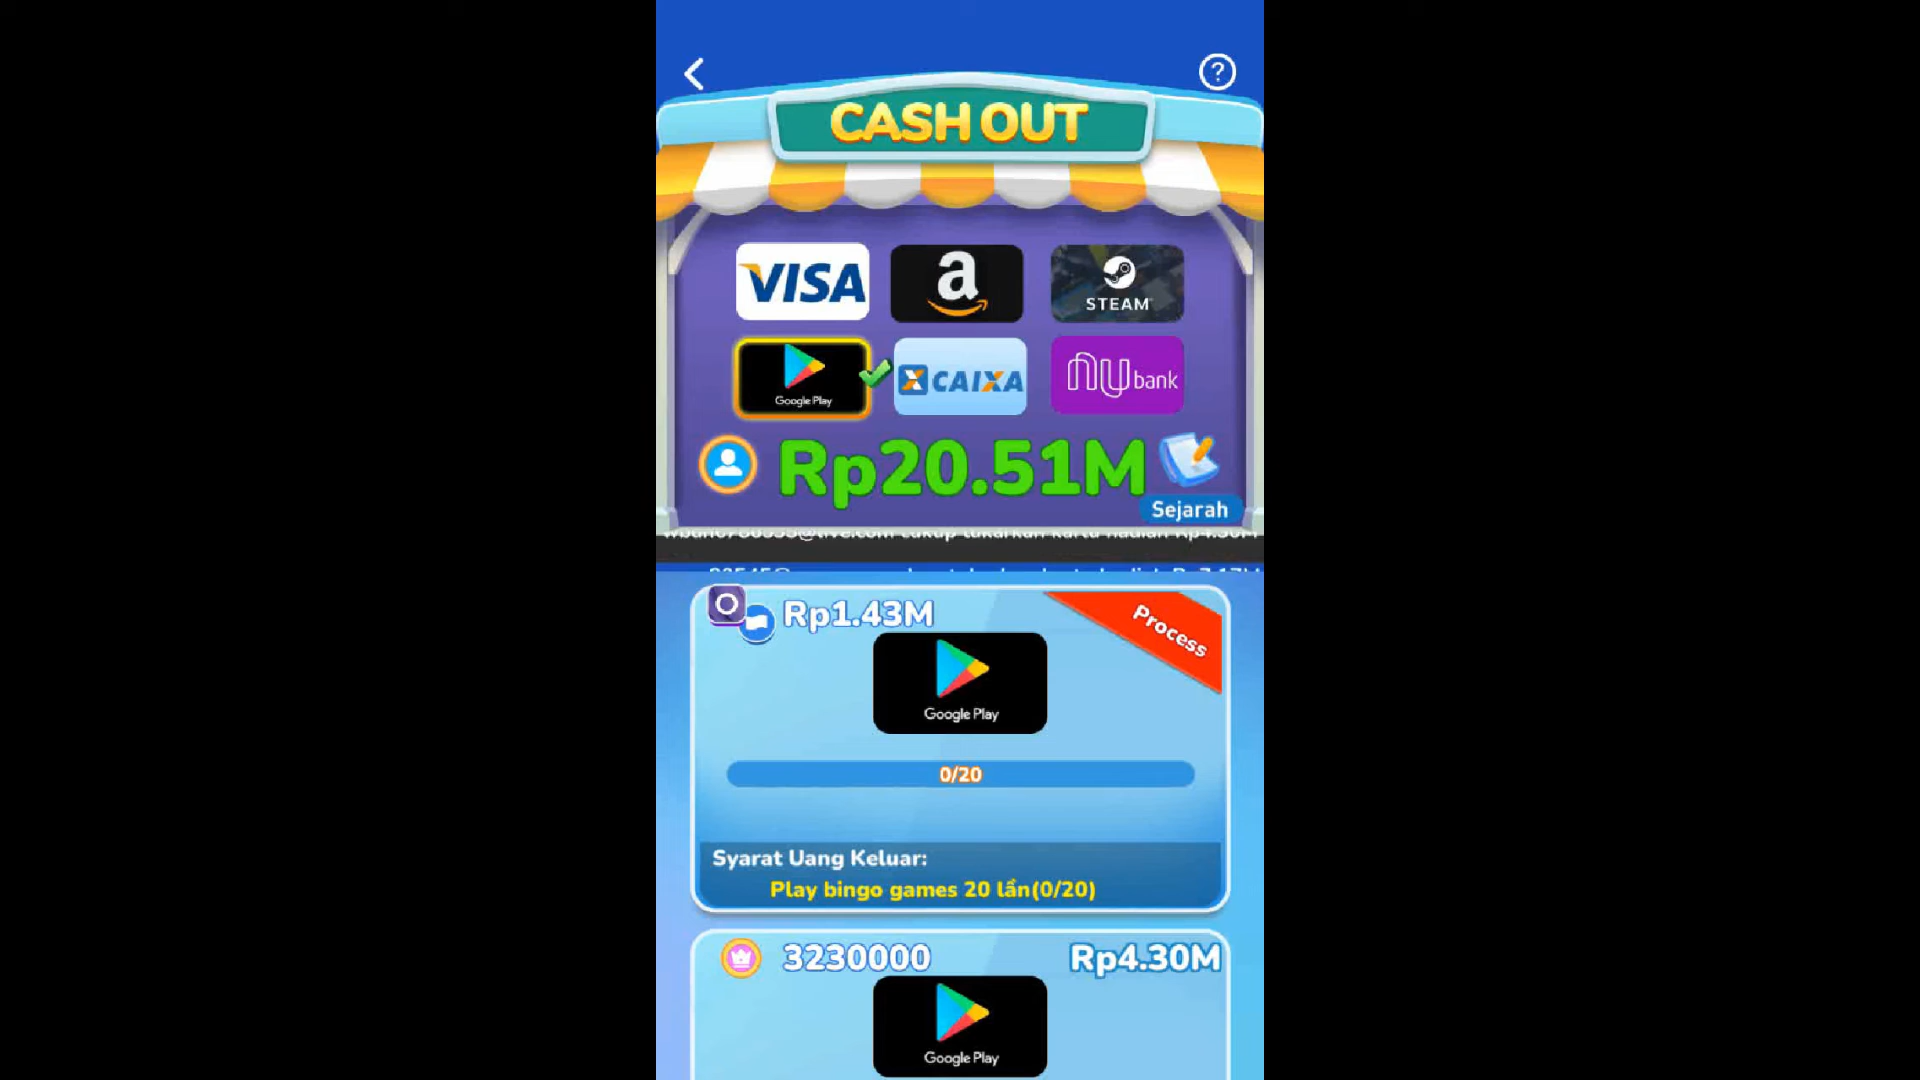 CASH OUT
VISA
a
STEAM
Google Play
CAIXA
nu bank
Rp20.51M
Sejarah
Rp1.43M
Process
Google Play
0/20
Syarat Uang Keluar:
Play bingo games 20 lần(0/20)
3230000 Rp4.30M
Google Play